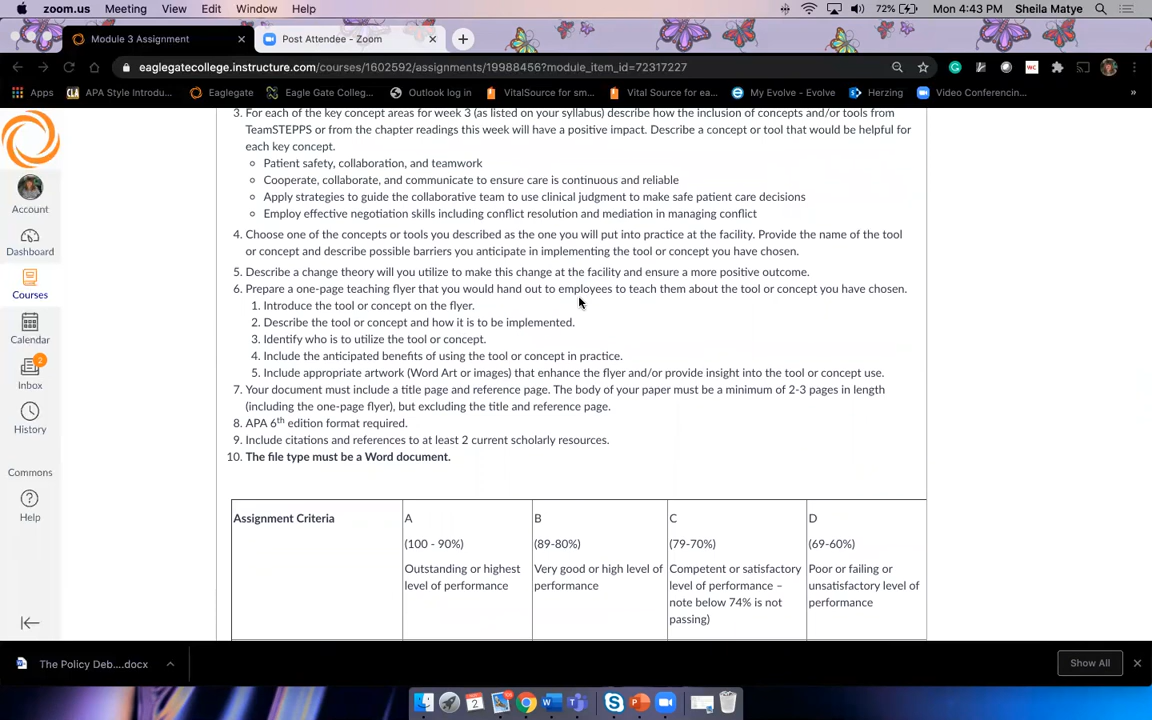 zoom.us Meeting View Edit Window Help 72% Mon 4:43 PM Sheila Matye
Module 3 Assignment Post Attendee - Zoom
eaglegatecollege.instructure.com/courses/1602592/assignments/19988456?module_item_id=72317227
Apps CLA APA Style Introdu... Eaglegate Eagle Gate Colleg... Outlook log in VitalSource for sm... Vital Source for ea... My Evolve - Evolve Herzing Video Conferencin... »
3. For each of the key concept areas for week 3 (as listed on your syllabus) describe how the inclusion of concepts and/or tools from
TeamSTEPPS or from the chapter readings this week will have a positive impact. Describe a concept or tool that would be helpful for
each key concept.
Patient safety, collaboration, and teamwork
Cooperate, collaborate, and communicate to ensure care is continuous and reliable
Apply strategies to guide the collaborative team to use clinical judgment to make safe patient care decisions
Employ effective negotiation skills including conflict resolution and mediation in managing conflict
4. Choose one of the concepts or tools you described as the one you will put into practice at the facility. Provide the name of the tool
or concept and describe possible barriers you anticipate in implementing the tool or concept you have chosen.
5. Describe a change theory will you utilize to make this change at the facility and ensure a more positive outcome.
6. Prepare a one-page teaching flyer that you would hand out to employees to teach them about the tool or concept you have chosen.
1. Introduce the tool or concept on the flyer.
2. Describe the tool or concept and how it is to be implemented.
3. Identify who is to utilize the tool or concept.
4. Include the anticipated benefits of using the tool or concept in practice.
5. Include appropriate artwork (Word Art or images) that enhance the flyer and/or provide insight into the tool or concept use.
7. Your document must include a title page and reference page. The body of your paper must be a minimum of 2-3 pages in length
(including the one-page flyer), but excluding the title and reference page.
8. APA 6th edition format required.
9. Include citations and references to at least 2 current scholarly resources.
10. The file type must be a Word document.
Account
Dashboard
Courses
Calendar
2
Inbox
History
Commons
Help
Assignment Criteria A B C D
(100 - 90%) (89-80%) (79-70%) (69-60%)
Outstanding or highest Very good or high level of Competent or satisfactory Poor or failing or
level of performance performance level of performance – unsatisfactory level of
note below 74% is not performance
passing)
The Policy Deb....docx Show All